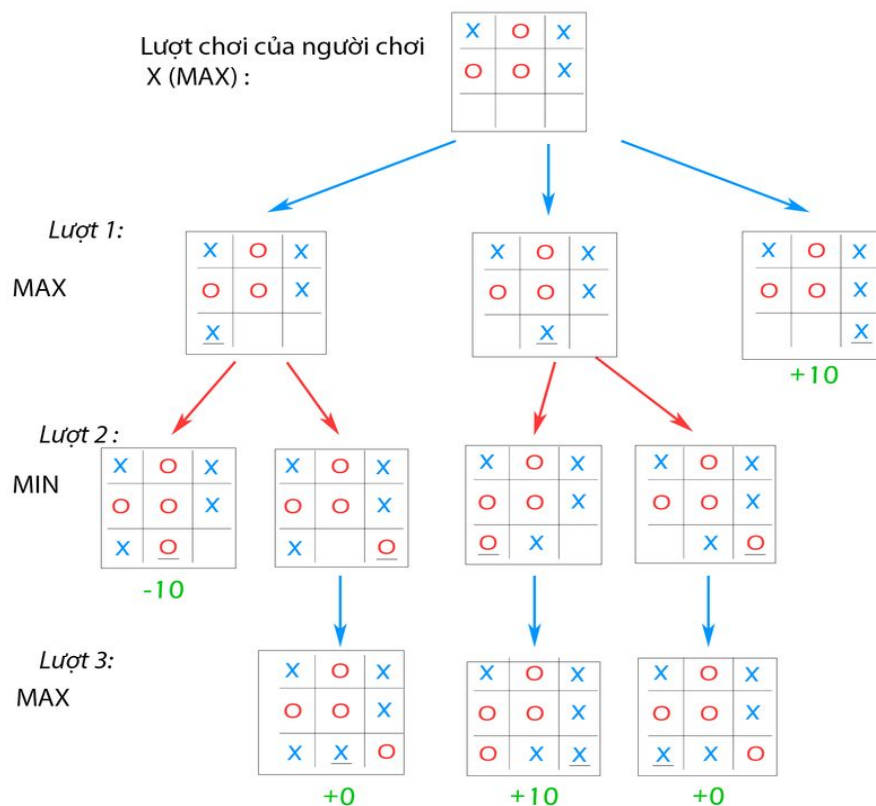 Lượt chơi của người chơi
X (MAX) :
X O X
O O X
Lượt 1:
MAX
X O X
O O X
X
X O X
O O X
X
X O X
O O X
X
+10
Lượt 2 :
MIN
X O X
O O X
X O
-10
X O X
O O X
X O
X O X
O O X
O X
X O X
O O X
X O
Lượt 3:
MAX
X O X
O O X
X X O
+0
X O X
O O X
O X X
+10
X O X
O O X
X X O
+0